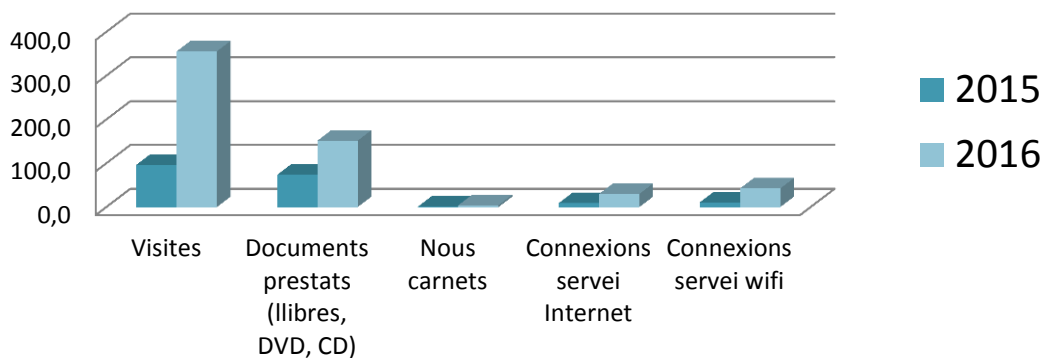 400,0
300,0
200,0
100,0
0,0
Visites
Documents
prestats
(llibres,
DVD, CD)
Nous
carnets
Connexions
servei
Internet
Connexions
servei wifi
2015
2016